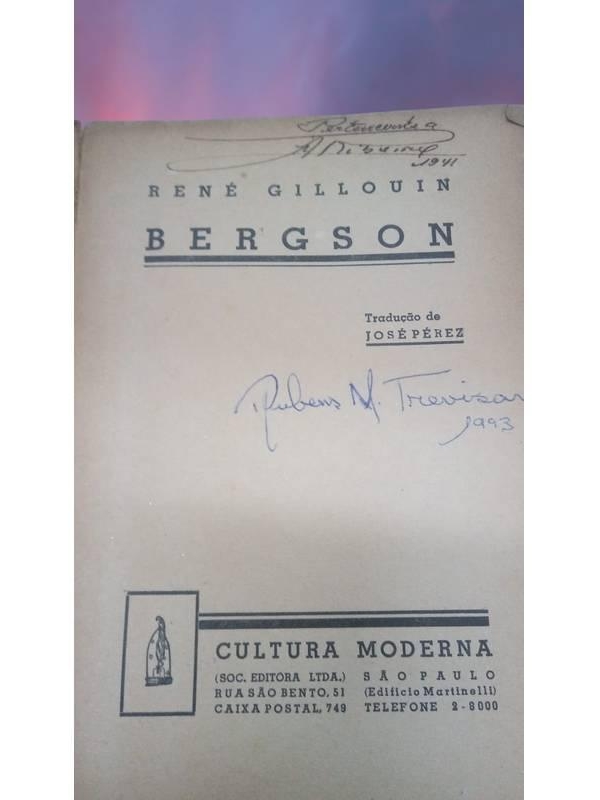 Pertencente a
A Ribeiro
1941
RENÉ GILLOUIN
BERGSON
Tradução de
JOSÉ PÉREZ
Rubens M. Trevisan
1993
CULTURA MODERNA
(SOC. EDITORA LTDA.) SÃO PAULO
RUA SÃO BENTO, 51 (Edificio Martinelli)
CAIXA POSTAL, 749 TELEFONE 2-8000